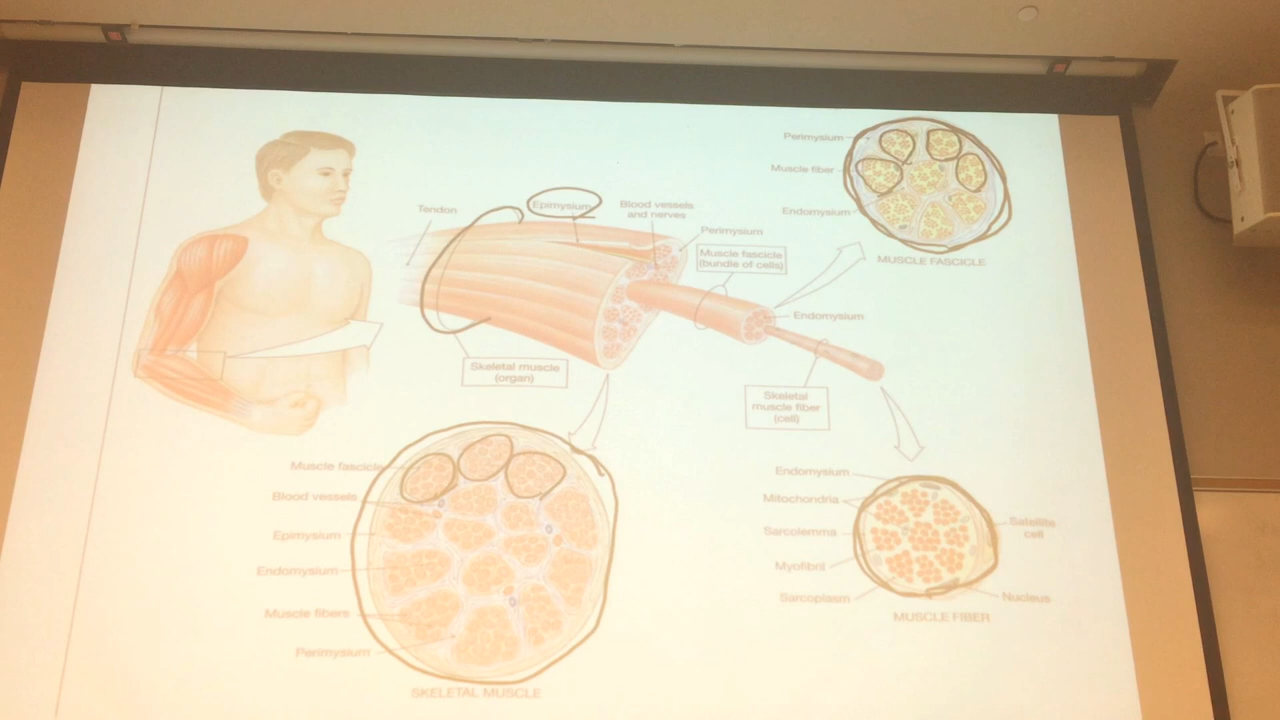 Perimysium
Muscle fiber
Endomysium
MUSCLE FASCICLE
Tendon
Epimysium
Blood vessels
and nerves
Perimysium
Muscle fascicle
(bundle of cells)
Endomysium
Skeletal muscle
(organ)
Skeletal
muscle fiber
(cell)
Muscle fascicle
Blood vessels
Epimysium
Endomysium
Muscle fibers
Perimysium
SKELETAL MUSCLE
Endomysium
Mitochondria
Sarcolemma
Myofibril
Sarcoplasm
Satellite
cell
Nucleus
MUSCLE FIBER